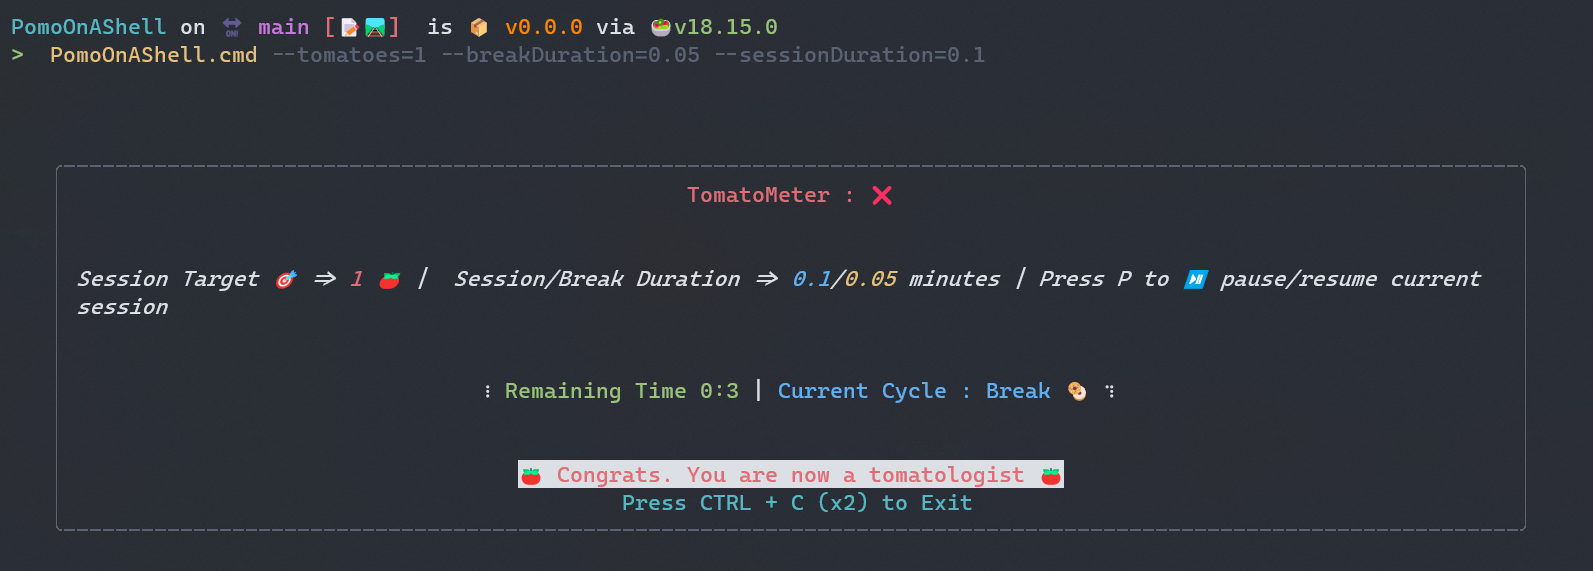 PomoOnAShell on 🔛 main [📝🛣️]  is 📦 v0.0.0 via 🥗v18.15.0
>  PomoOnAShell.cmd --tomatoes=1 --breakDuration=0.05 --sessionDuration=0.1
TomatoMeter : ❌
Session Target 🎯 ⇒ 1 🍅 |  Session/Break Duration ⇒ 0.1/0.05 minutes | Press P to ⏯️ pause/resume current
session
⠇ Remaining Time 0:3 | Current Cycle : Break 🍳 ⠹
🍅 Congrats. You are now a tomatologist 🍅
Press CTRL + C (x2) to Exit